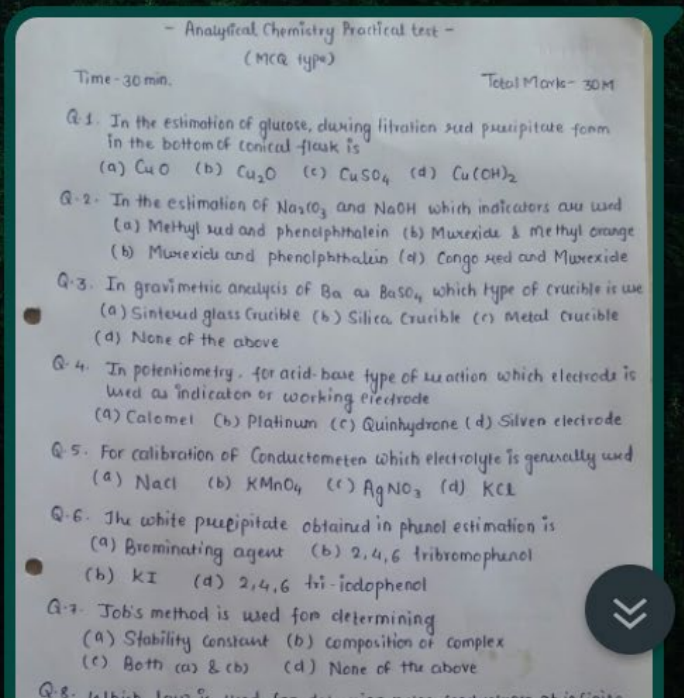 - Analytical Chemistry Practical test -
(MCQ type)
Time - 30 min. Total Marks - 30M
Q.1. In the estimation of glucose, during titration red precipitate form
in the bottom of conical flask is
(a) CuO (b) Cu₂O (c) CuSO₄ (d) Cu(OH)₂
Q.2. In the estimation of Na₂CO₃ and NaOH which indicators are used
(a) Methyl red and phenolphthalein (b) Murexide & methyl orange
(b) Murexide and phenolphthalein (d) Congo red and Murexide
Q.3. In gravimetric analysis of Ba as BaSO₄ which type of crucible is use
(a) Sintered glass Crucible (b) Silica Crucible (c) Metal Crucible
(d) None of the above
Q.4. In potentiometry. for acid-base type of reaction which electrode is
used as indicator or working electrode
(a) Calomel (b) Platinum (c) Quinhydrone (d) Silver electrode
Q.5. For calibration of Conductometer which electrolyte is generally used
(a) Nacl (b) KMnO₄ (c) AgNO₃ (d) KCl
Q.6. The white precipitate obtained in phenol estimation is
(a) Brominating agent (b) 2,4,6 tribromophenol
(b) KI (d) 2,4,6 tri-iodophenol
Q.7. Job's method is used for determining
(a) Stability constant (b) composition of complex
(c) Both (a) & (b) (d) None of the above
Q.8.